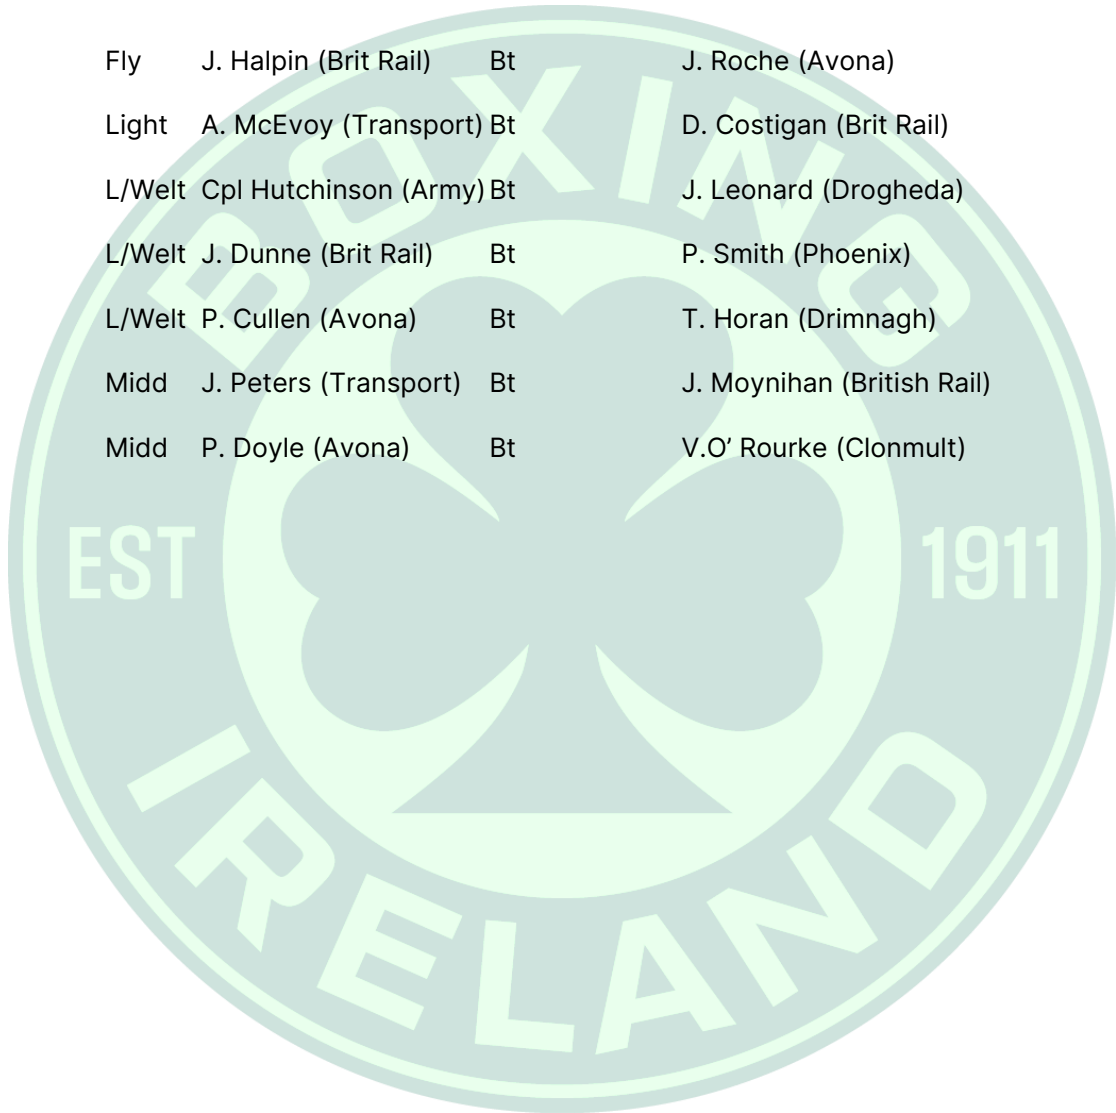 Fly J. Halpin (Brit Rail) Bt J. Roche (Avona)
Light A. McEvoy (Transport) Bt D. Costigan (Brit Rail)
L/Welt Cpl Hutchinson (Army) Bt J. Leonard (Drogheda)
L/Welt J. Dunne (Brit Rail) Bt P. Smith (Phoenix)
L/Welt P. Cullen (Avona) Bt T. Horan (Drimnagh)
Midd J. Peters (Transport) Bt J. Moynihan (British Rail)
Midd P. Doyle (Avona) Bt V.O’ Rourke (Clonmult)
BOXING
EST 1911
IRELAND